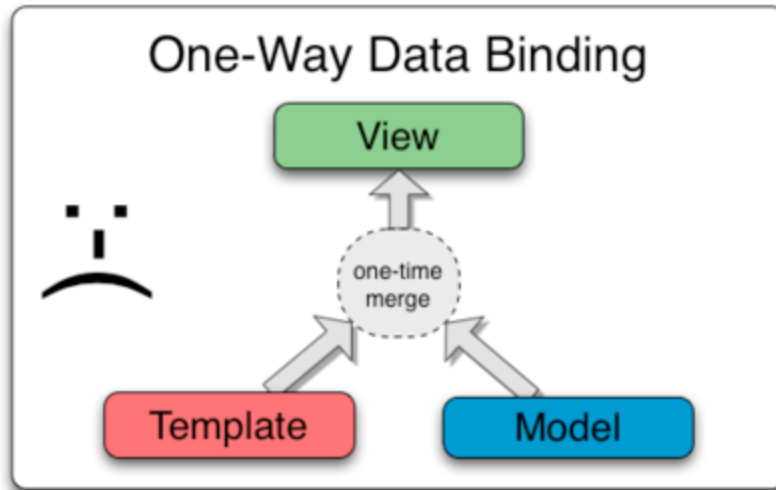 One-Way Data Binding
View
one-time
merge
Template
Model